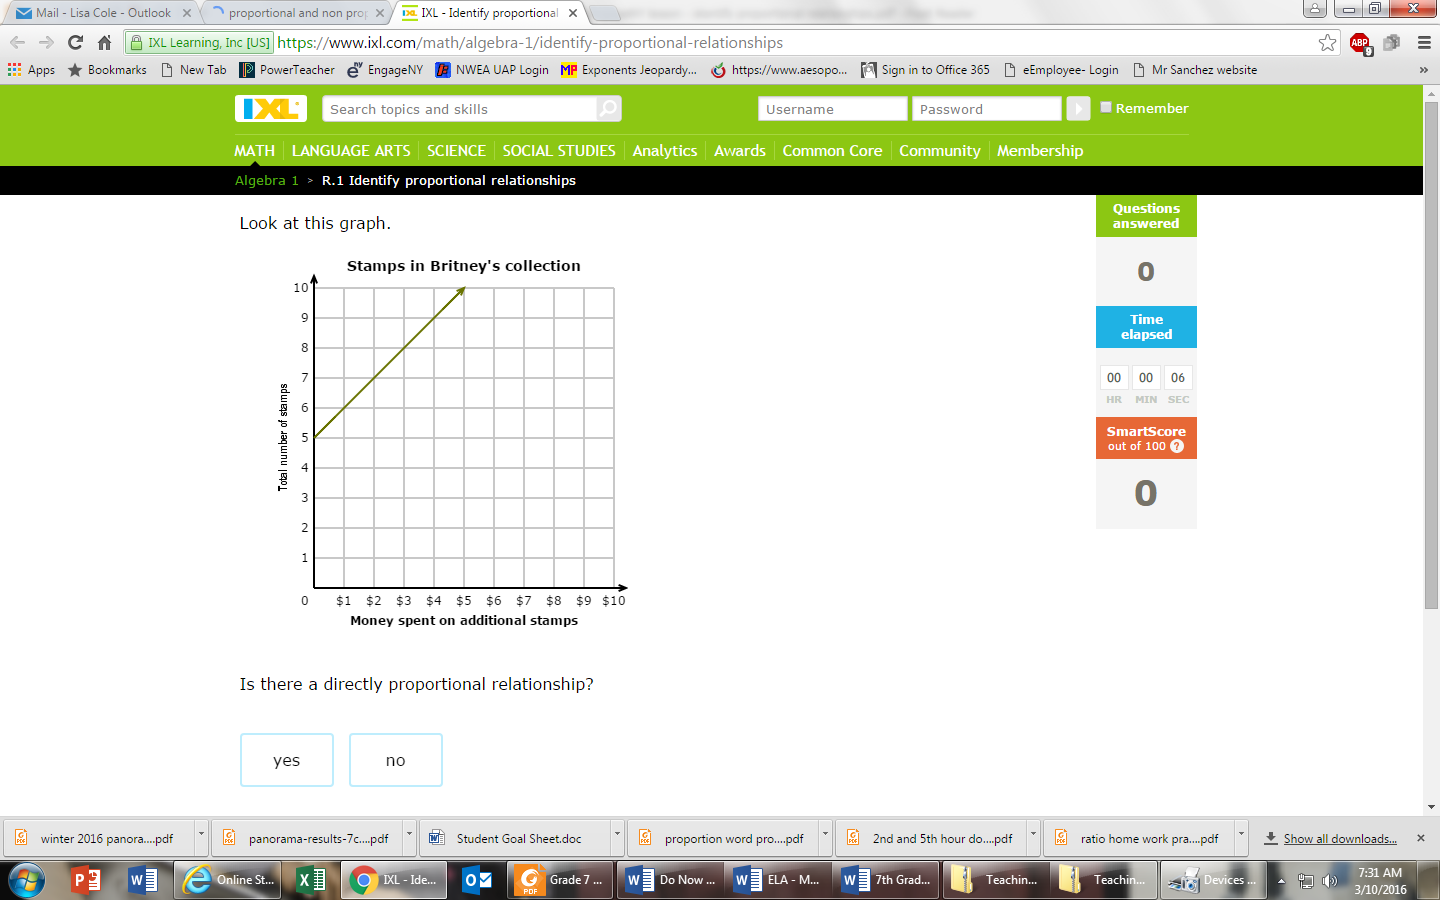 Mail - Lisa Cole - Outlook
proportional and non prop
IXL - Identify proportional
IXL Learning, Inc [US] https://www.ixl.com/math/algebra-1/identify-proportional-relationships
ABP 9
Apps Bookmarks New Tab PowerTeacher EngageNY NWEA UAP Login Exponents Jeopardy... https://www.aesopo... Sign in to Office 365 eEmployee- Login Mr Sanchez website »
IXL Search topics and skills Username Password Remember
MATH LANGUAGE ARTS SCIENCE SOCIAL STUDIES Analytics Awards Common Core Community Membership
Algebra 1 > R.1 Identify proportional relationships
Look at this graph.
Stamps in Britney's collection
Total number of stamps
10
9
8
7
6
5
4
3
2
1
0 $1 $2 $3 $4 $5 $6 $7 $8 $9 $10
Money spent on additional stamps
Is there a directly proportional relationship?
yes no
Questions
answered
0
Time
elapsed
00 00 06
HR MIN SEC
SmartScore
out of 100 ?
0
winter 2016 panora....pdf panorama-results-7c....pdf Student Goal Sheet.doc proportion word pro....pdf 2nd and 5th hour do....pdf ratio home work pra....pdf Show all downloads...
Online St... IXL - Ide... Grade 7 ... Do Now ... ELA - M... 7th Grad... Teachin... Teachin... Devices ...
7:31 AM
3/10/2016